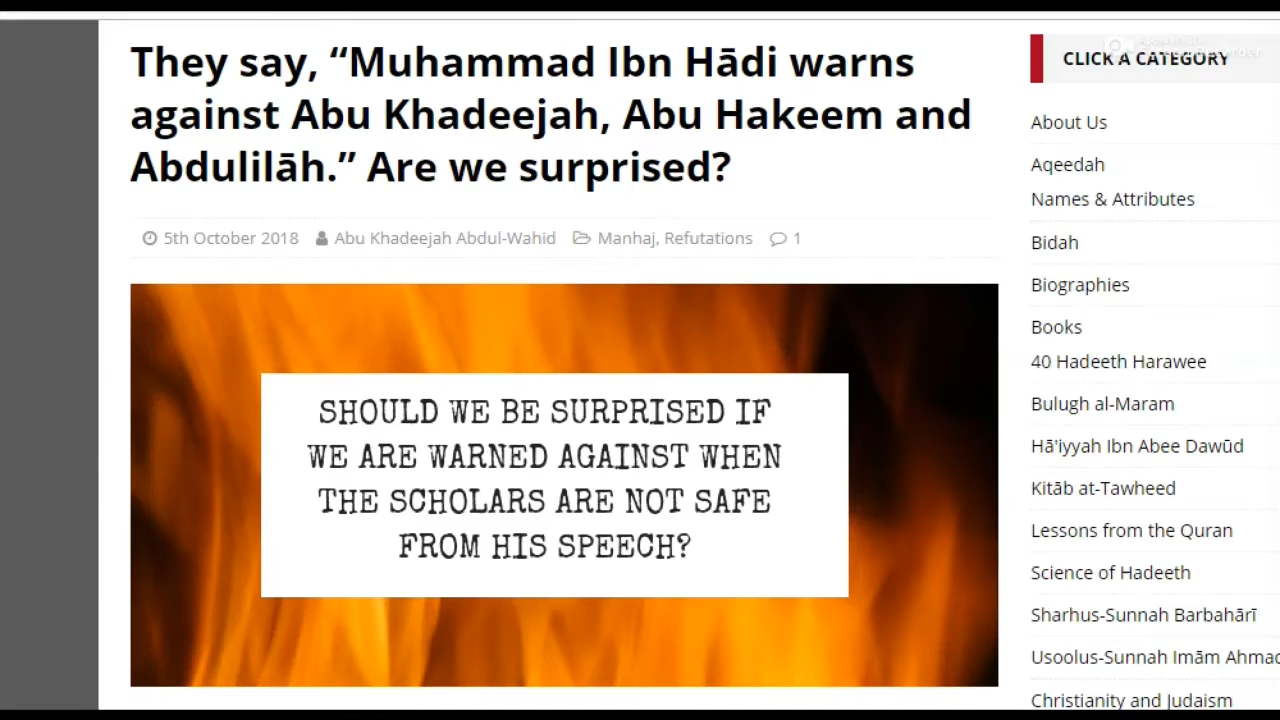 They say, “Muhammad Ibn Hādi warns
against Abu Khadeejah, Abu Hakeem and
Abdulilāh.” Are we surprised?
5th October 2018 Abu Khadeejah Abdul-Wahid Manhaj, Refutations 1
SHOULD WE BE SURPRISED IF
WE ARE WARNED AGAINST WHEN
THE SCHOLARS ARE NOT SAFE
FROM HIS SPEECH?
CLICK A CATEGORY
About Us
Aqeedah
Names & Attributes
Bidah
Biographies
Books
40 Hadeeth Harawee
Bulugh al-Maram
Hā'iyyah Ibn Abee Dawūd
Kitāb at-Tawheed
Lessons from the Quran
Science of Hadeeth
Sharhus-Sunnah Barbahārī
Usoolus-Sunnah Imām Ahmad
Christianity and Judaism